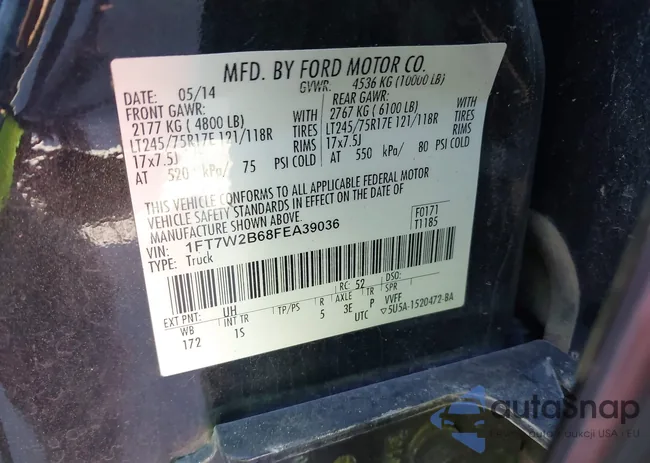 MFD. BY FORD MOTOR CO.
DATE: 05/14 GVWR: 4536 KG (10000 LB)
FRONT GAWR: REAR GAWR:
2177 KG ( 4800 LB) WITH 2767 KG ( 6100 LB) WITH
LT245/75R17E 121/118R TIRES LT245/75R17E 121/118R TIRES
17x7.5J RIMS 17x7.5J RIMS
AT 520 kPa/ 75 PSI COLD AT 550 kPa/ 80 PSI COLD
THIS VEHICLE CONFORMS TO ALL APPLICABLE FEDERAL MOTOR
VEHICLE SAFETY STANDARDS IN EFFECT ON THE DATE OF
MANUFACTURE SHOWN ABOVE.
VIN: 1FT7W2B68FEA39036 F0171
TYPE: Truck T1185
EXT PNT: UH RC: 52 DSO:
WB INT TR TP/PS R AXLE TR SPR
172 1S 5 3E P VVFF
UTC ▽5U5A-1520472-BA
autoSnap
aukcji USA - EU